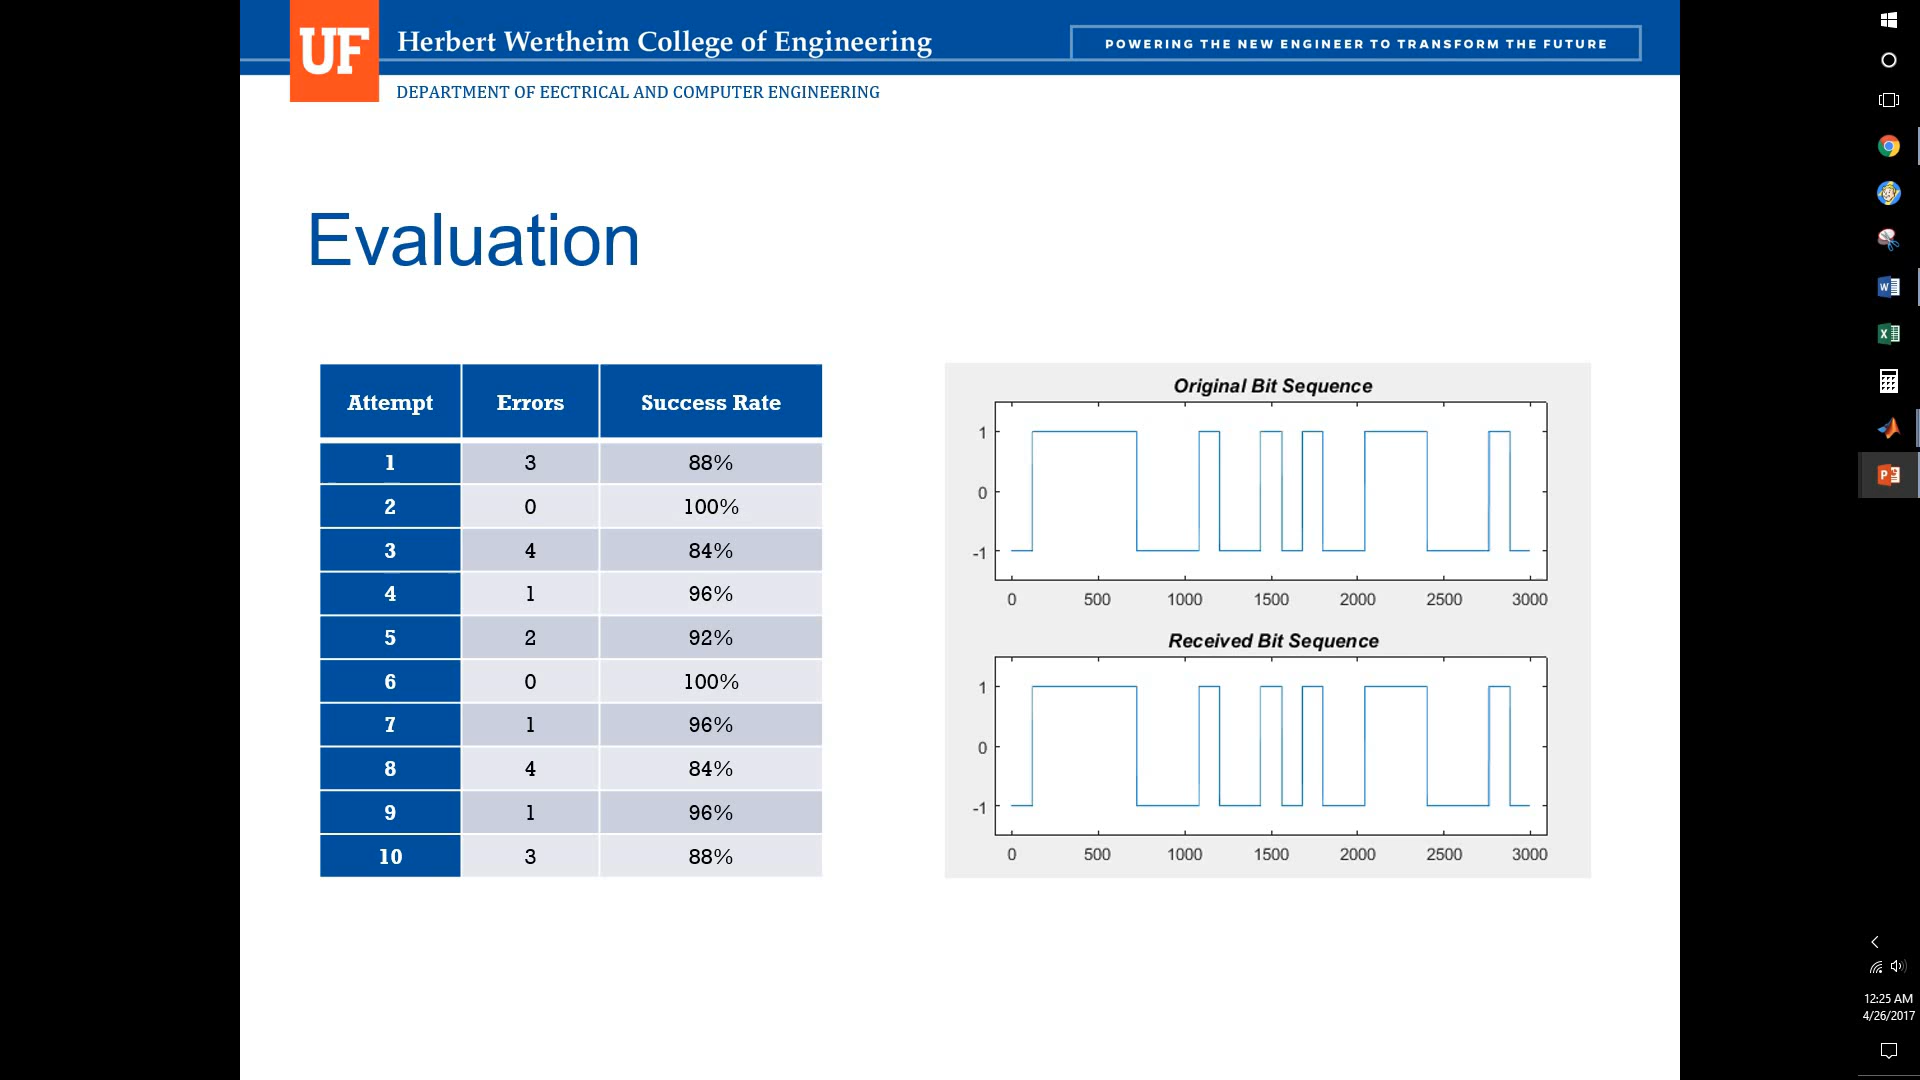 UF
Herbert Wertheim College of Engineering
POWERING THE NEW ENGINEER TO TRANSFORM THE FUTURE
DEPARTMENT OF EECTRICAL AND COMPUTER ENGINEERING
Evaluation
Attempt Errors Success Rate
1 3 88%
2 0 100%
3 4 84%
4 1 96%
5 2 92%
6 0 100%
7 1 96%
8 4 84%
9 1 96%
10 3 88%
Original Bit Sequence
1
0
-1
0 500 1000 1500 2000 2500 3000
Received Bit Sequence
1
0
-1
0 500 1000 1500 2000 2500 3000
W
X
P
12:25 AM
4/26/2017